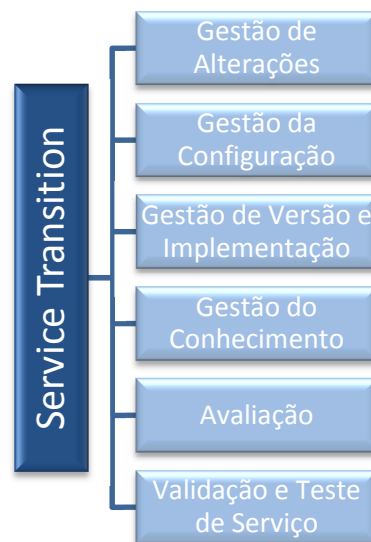 Service Transition
Gestão de
Alterações
Gestão da
Configuração
Gestão de Versão e
Implementação
Gestão do
Conhecimento
Avaliação
Validação e Teste
de Serviço